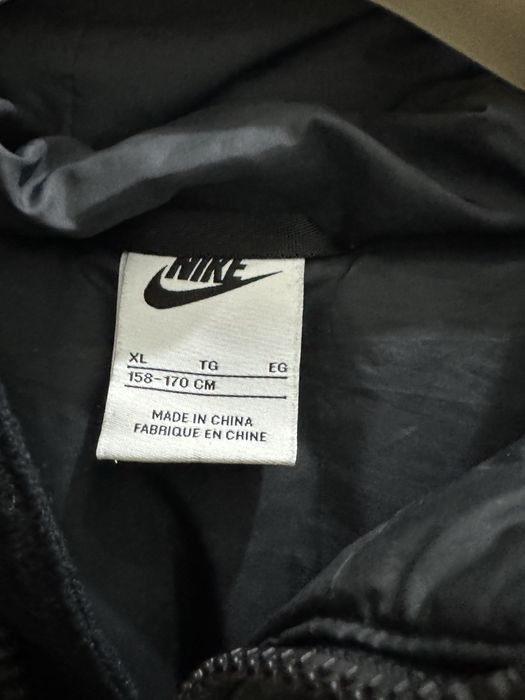 NIKE
XL TG EG
158-170 CM
MADE IN CHINA
FABRIQUE EN CHINE